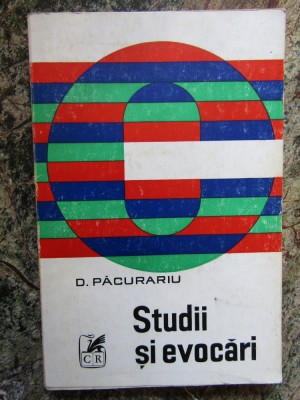 D. PĂCURARIU
Studii
și evocări
CR